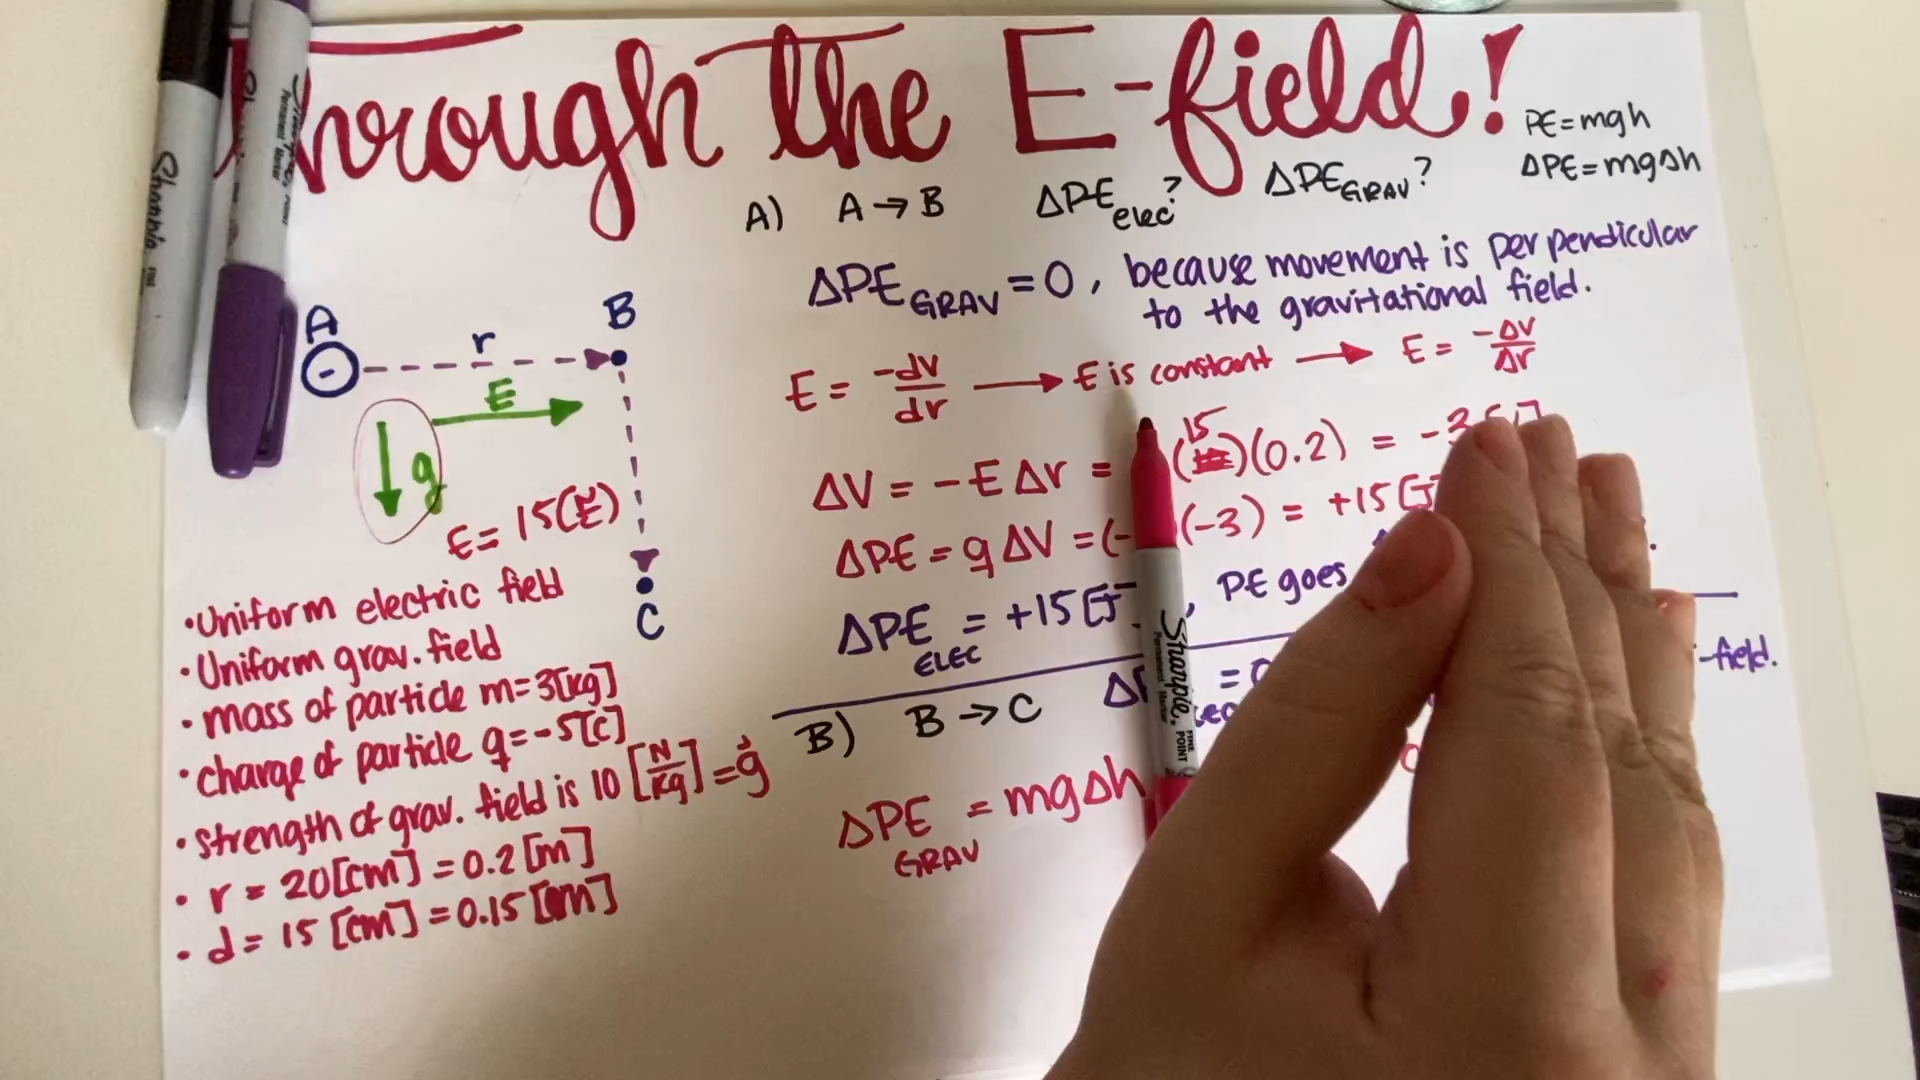 Through the E-field!
PE=mgh
ΔPE=mgΔh
A) A → B ΔPE elec? ΔPE GRAV?
ΔPE GRAV = 0, because movement is perpendicular
to the gravitational field.
E = -dV/dr → E is constant → E = -ΔV/Δr
ΔV = -EΔr = (15)(0.2) = -3
ΔPE = qΔV = (- (-3) = +15 [J
ΔPE ELEC = +15 [J , PE goes
A
r
B
E
g
E = 15
C
• Uniform electric field
• Uniform grav. field
• mass of particle m=3[kg]
• charge of particle q=-5[C]
• strength of grav. field is 10 [N/kg] = g⃗
• r = 20[cm] = 0.2[m]
• d = 15 [cm] = 0.15[m]
B) B → C = -field.
ΔPE GRAV = mgΔh
Sharpie
Sharpie.
FINE POINT